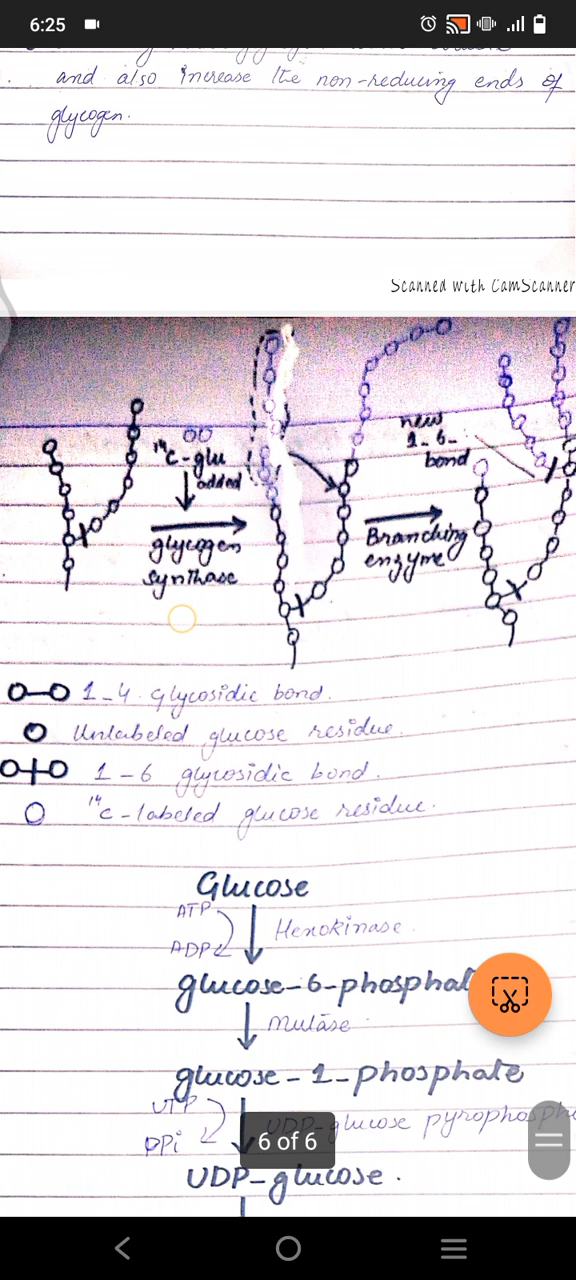 6:25
and also increase the non-reducing ends of
glycogen.
Scanned with CamScanner
14c-glu
added
glycogen
synthase
new
1-6-
bond
Branching
enzyme
1-4 glycosidic bond.
Unlabeled glucose residue.
1-6 glycosidic bond.
14c-labeled glucose residue.
Glucose
ATP
ADP
Hexokinase.
glucose-6-phosphat
Mutase
glucose-1-phosphate
UTP
PPi
UDP-glucose pyrophosph
6 of 6
UDP-glucose.